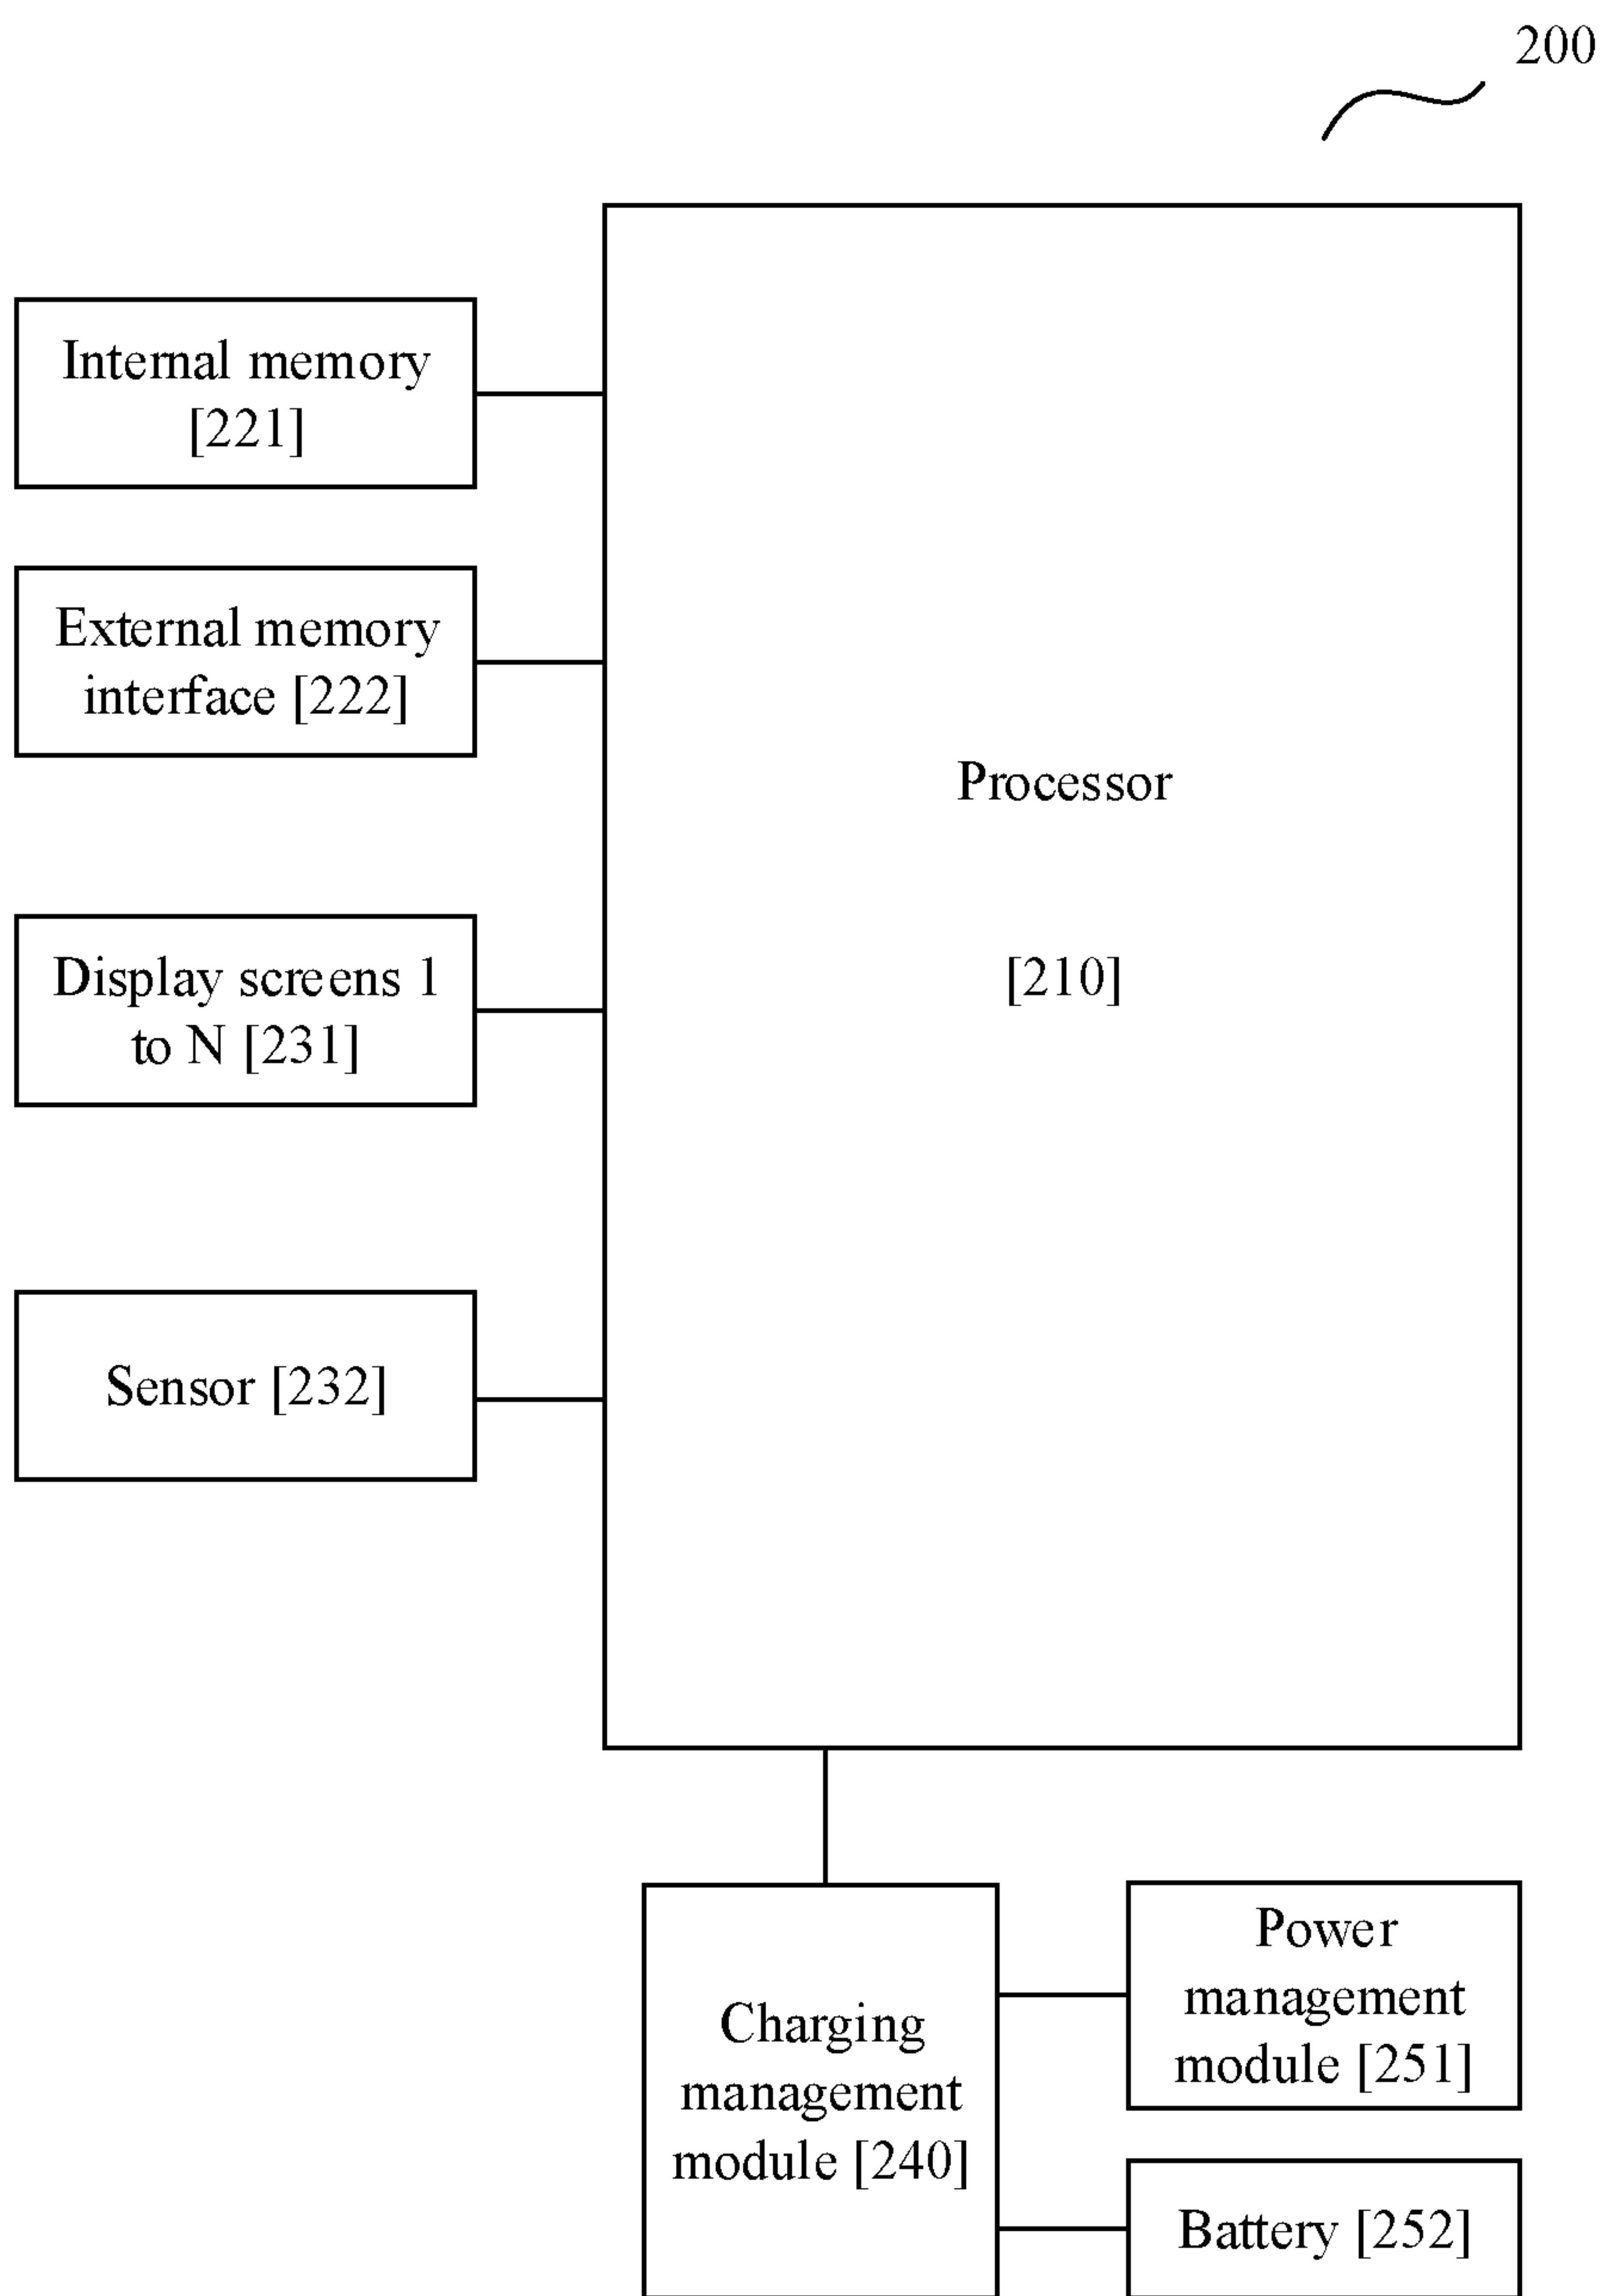 200
Internal memory
[221]
External memory
interface [222]
Processor
[210]
Display screens 1
to N [231]
Sensor [232]
Charging
management
module [240]
Power
management
module [251]
Battery [252]